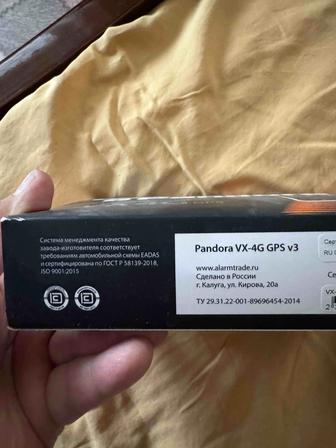 Система менеджмента качества
завода-изготовителя соответствует
требованиям автомобильной схемы EADAS
и сертифицирована по ГОСТ Р 58139-2018,
ISO 9001:2015
Pandora VX-4G GPS v3
www.alarmtrade.ru
Сделано в России
г. Калуга, ул. Кирова, 20а
ТУ 29.31.22-001-89696454-2014
RU
VX-